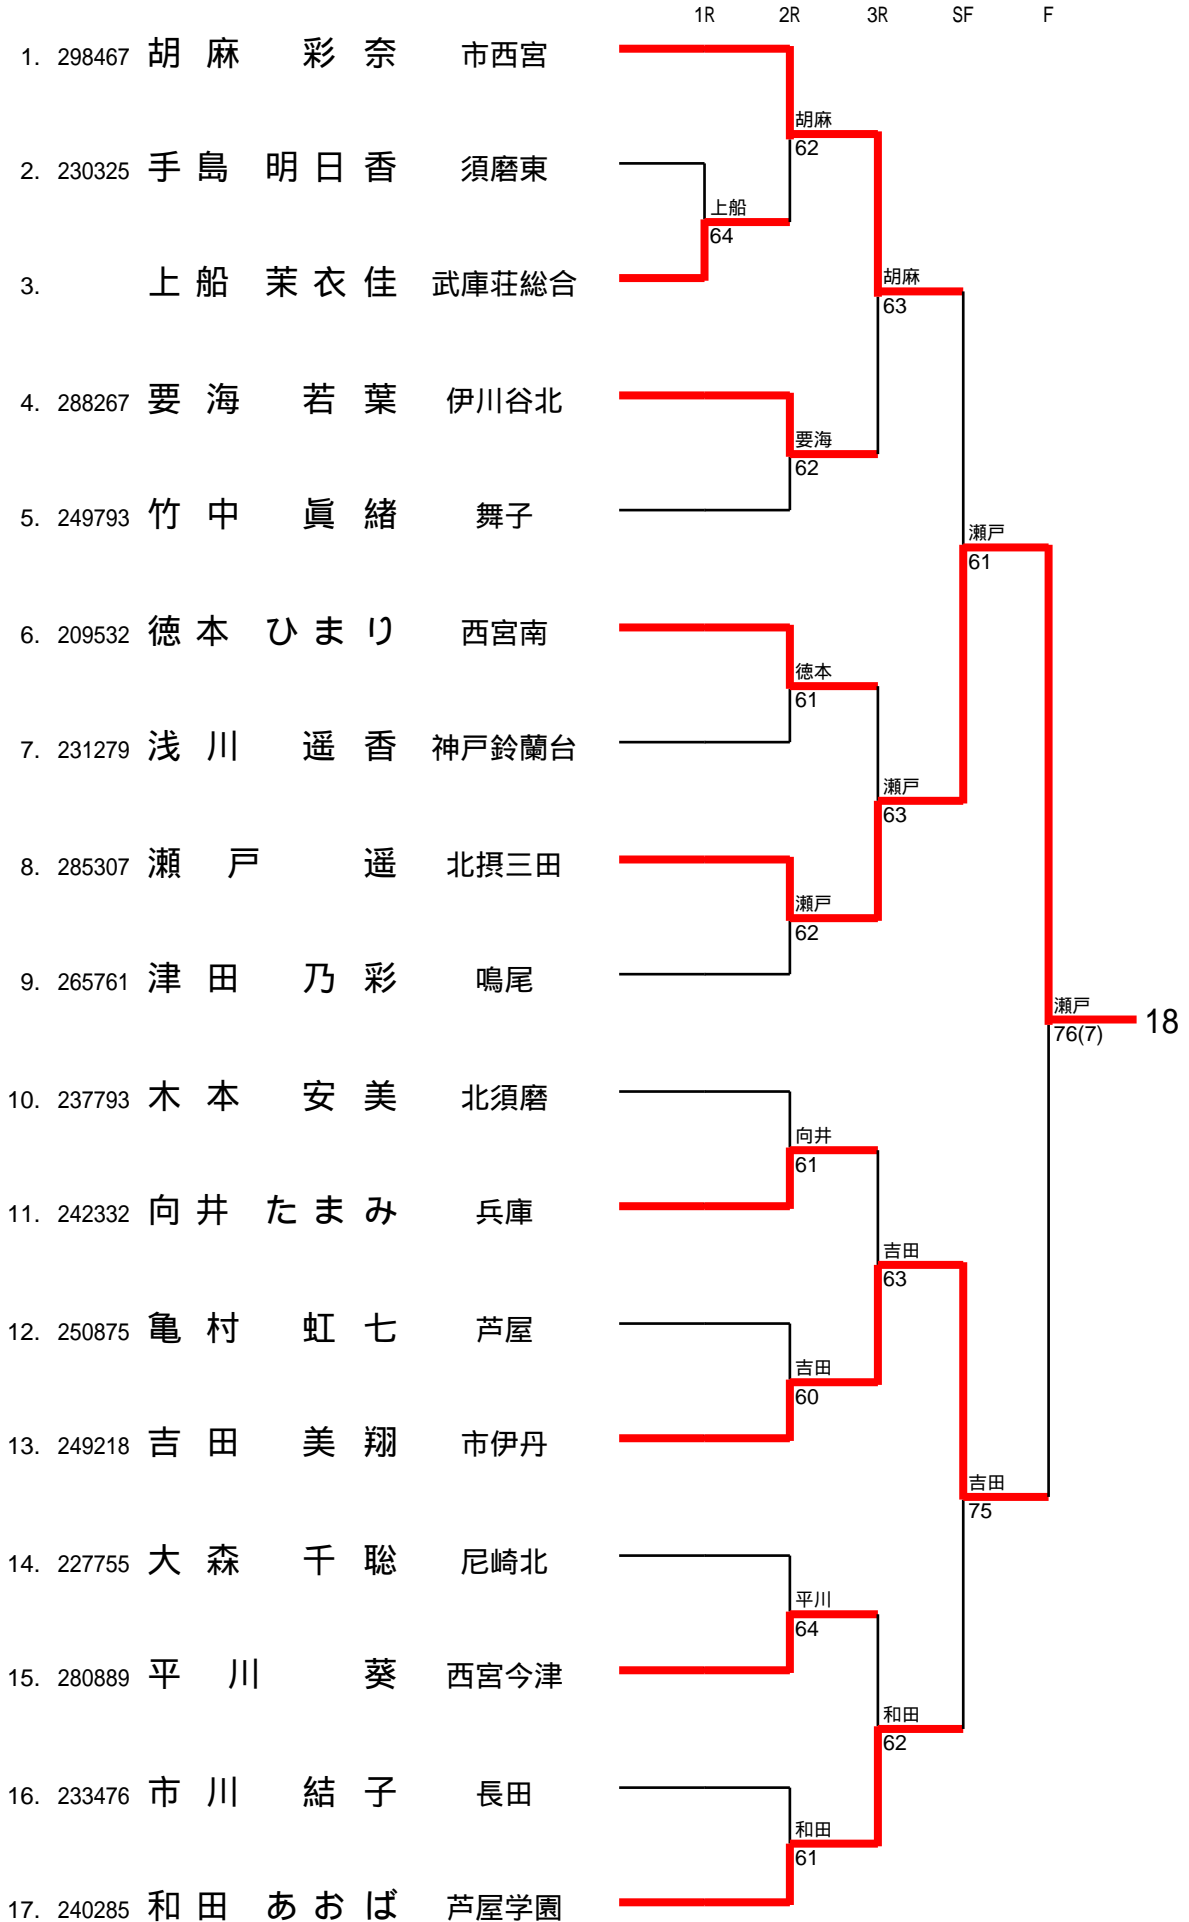 1R 2R 3R SF F
1. 298467 胡麻 彩奈 市西宮
胡麻
62
2. 230325 手島 明日香 須磨東
上船
64
3. 上船 茉衣佳 武庫荘総合
胡麻
63
4. 288267 要海 若葉 伊川谷北
要海
62
5. 249793 竹中 眞緒 舞子
瀬戸
61
6. 209532 徳本 ひまり 西宮南
徳本
61
7. 231279 浅川 遥香 神戸鈴蘭台
瀬戸
63
8. 285307 瀬戸 遥 北摂三田
瀬戸
62
9. 265761 津田 乃彩 鳴尾
瀬戸
76(7)
18
10. 237793 木本 安美 北須磨
向井
61
11. 242332 向井 たまみ 兵庫
吉田
63
12. 250875 亀村 虹七 芦屋
吉田
60
13. 249218 吉田 美翔 市伊丹
吉田
75
14. 227755 大森 千聡 尼崎北
平川
64
15. 280889 平川 葵 西宮今津
和田
62
16. 233476 市川 結子 長田
和田
61
17. 240285 和田 あおば 芦屋学園